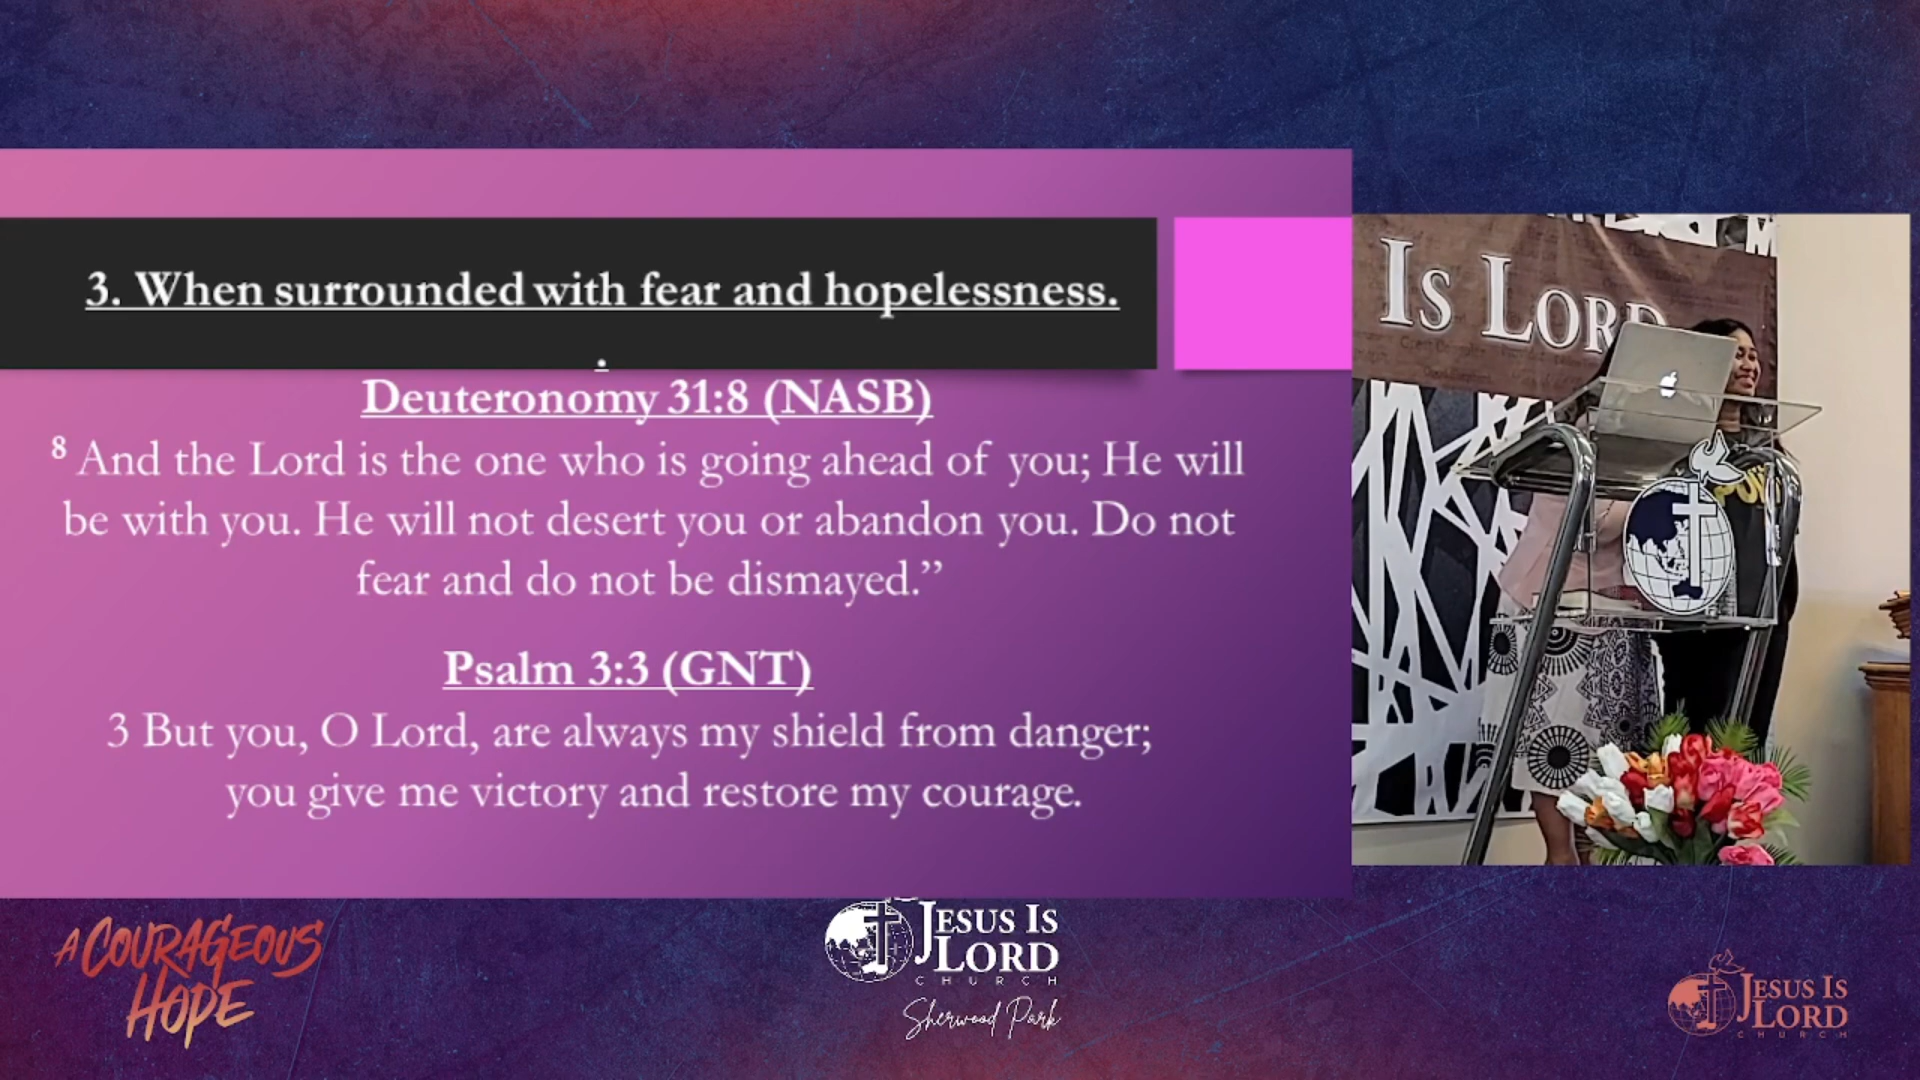 3. When surrounded with fear and hopelessness.
.
Deuteronomy 31:8 (NASB)
8 And the Lord is the one who is going ahead of you; He will
be with you. He will not desert you or abandon you. Do not
fear and do not be dismayed.”
Psalm 3:3 (GNT)
3 But you, O Lord, are always my shield from danger;
you give me victory and restore my courage.
IS LORD
A COURAGEOUS
HOPE
JESUS IS
LORD
CHURCH
Sherwood Park
JESUS IS
LORD
CHURCH